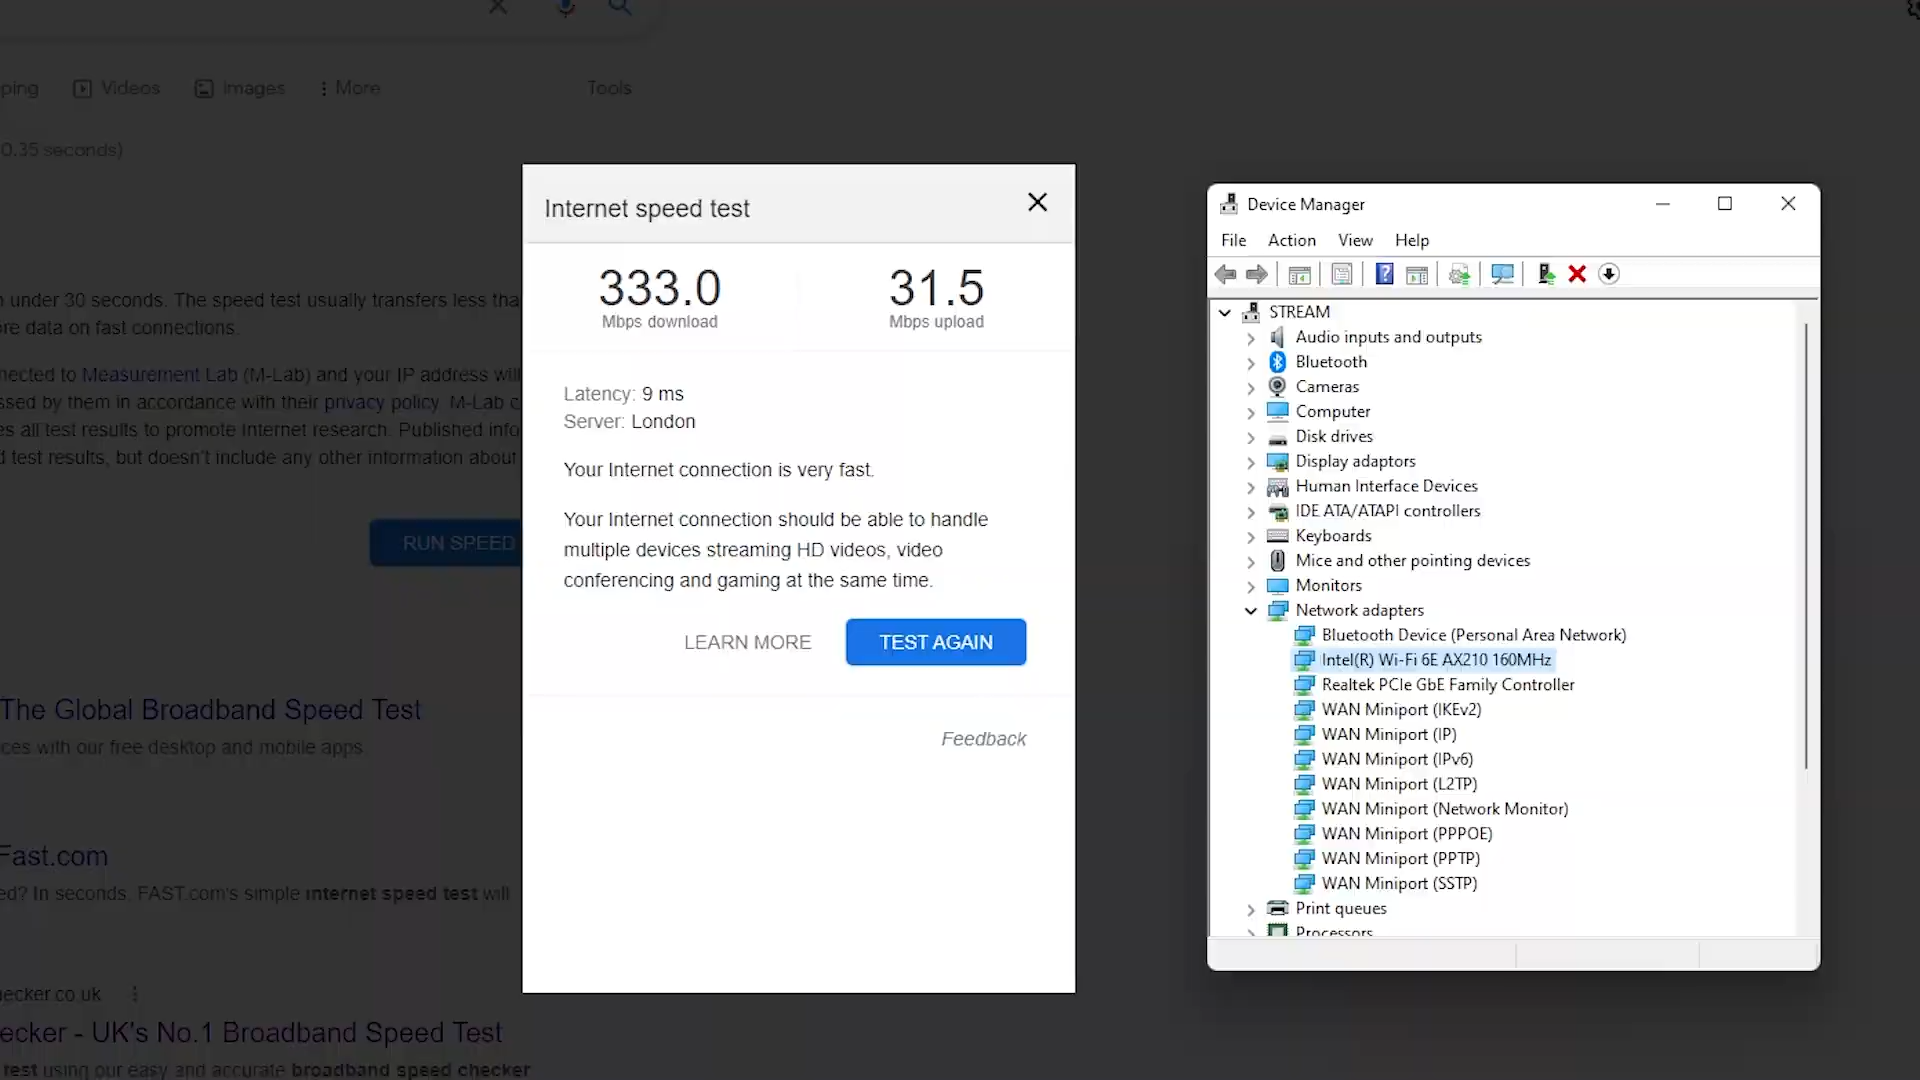 ping
Videos
Images
More
Tools
0.35 seconds)
under 30 seconds. The speed test usually transfers less tha
re data on fast connections.
nected to Measurement Lab (M-Lab) and your IP address will
ssed by them in accordance with their privacy policy. M-Lab c
es all test results to promote Internet research. Published info
d test results, but doesn't include any other information about
RUN SPEED
The Global Broadband Speed Test
ces with our free desktop and mobile apps
Fast.com
ed? In seconds, FAST.com's simple internet speed test will
ecker.co.uk
ecker - UK's No.1 Broadband Speed Test
test using our easy and accurate broadband speed checker
Internet speed test
333.0
Mbps download
31.5
Mbps upload
Latency: 9 ms
Server: London
Your Internet connection is very fast.
Your Internet connection should be able to handle
multiple devices streaming HD videos, video
conferencing and gaming at the same time.
LEARN MORE
TEST AGAIN
Feedback
Device Manager
File Action View Help
STREAM
Audio inputs and outputs
Bluetooth
Cameras
Computer
Disk drives
Display adaptors
Human Interface Devices
IDE ATA/ATAPI controllers
Keyboards
Mice and other pointing devices
Monitors
Network adapters
Bluetooth Device (Personal Area Network)
Intel(R) Wi-Fi 6E AX210 160MHz
Realtek PCIe GbE Family Controller
WAN Miniport (IKEv2)
WAN Miniport (IP)
WAN Miniport (IPv6)
WAN Miniport (L2TP)
WAN Miniport (Network Monitor)
WAN Miniport (PPPOE)
WAN Miniport (PPTP)
WAN Miniport (SSTP)
Print queues
Processors